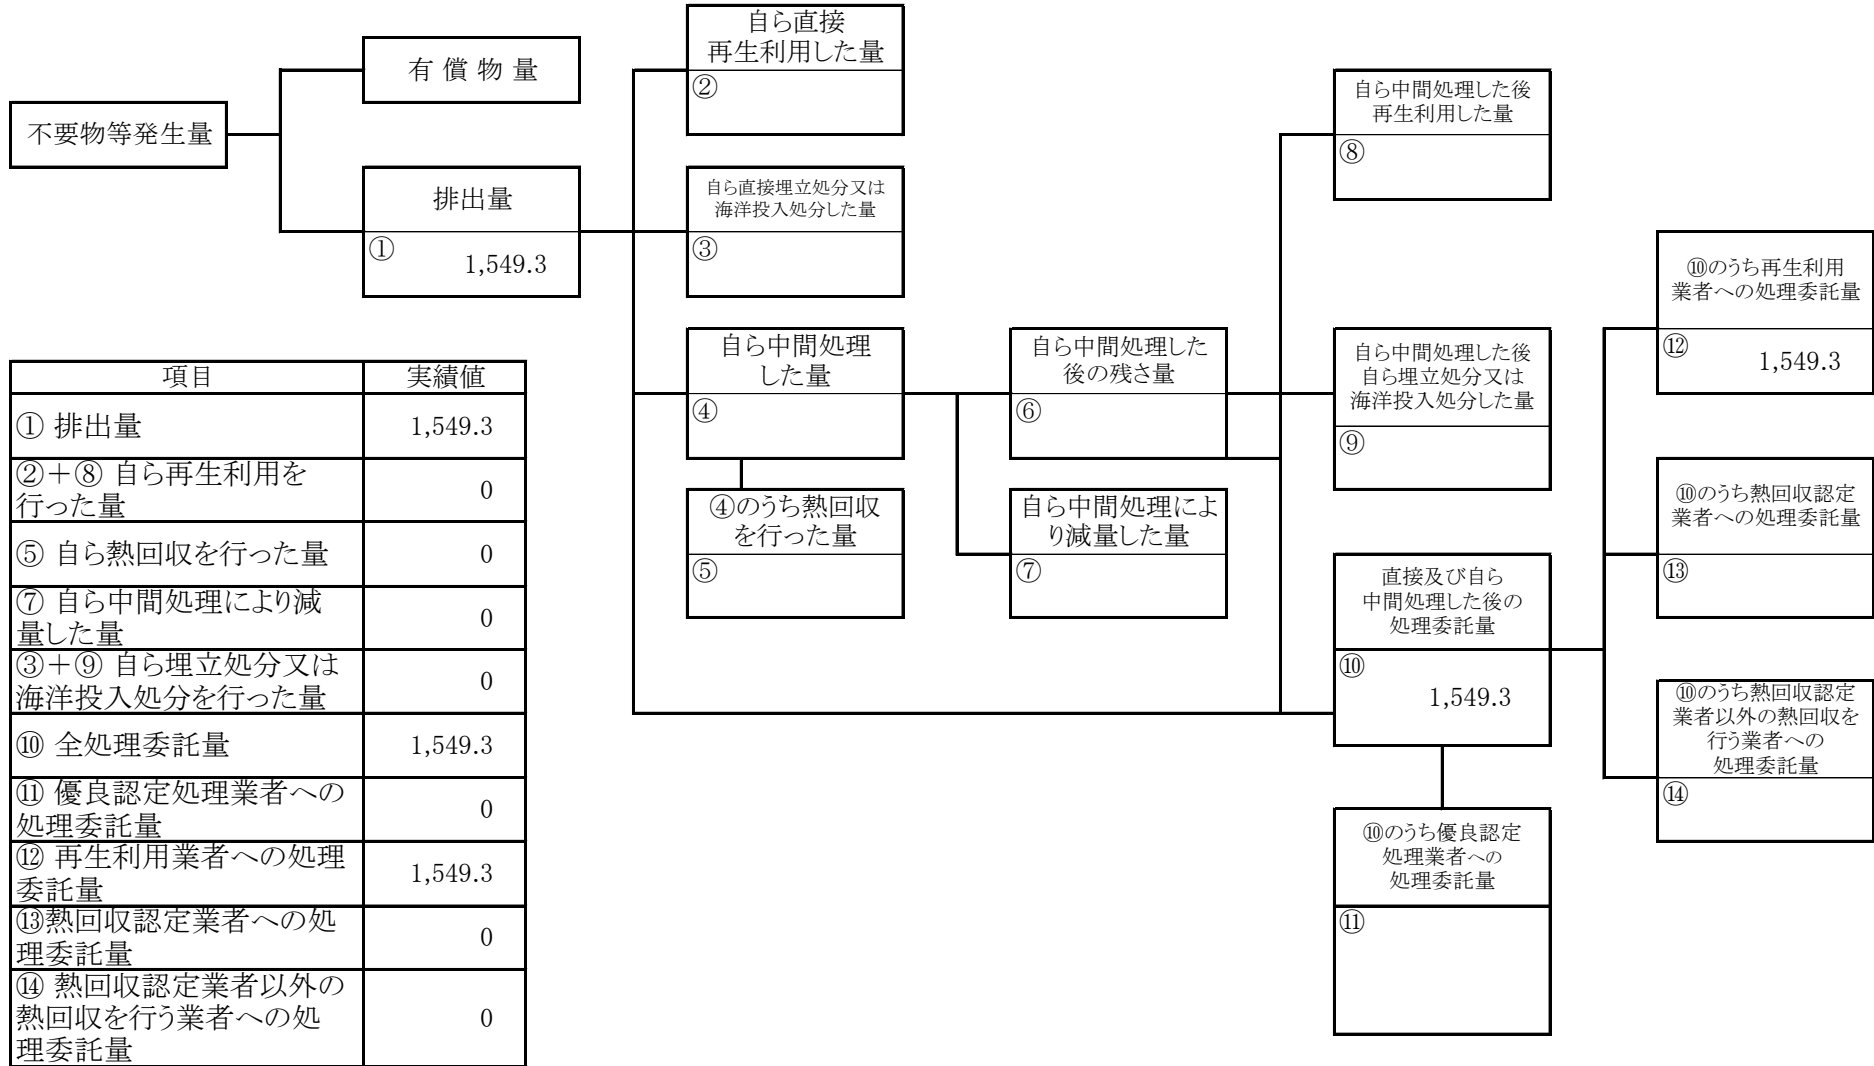 不要物等発生量
有償物量
排出量
①
1,549.3
自ら直接
再生利用した量
②
自ら直接埋立処分又は
海洋投入処分した量
③
自ら中間処理
した量
④
④のうち熱回収
を行った量
⑤
自ら中間処理した
後の残さ量
⑥
自ら中間処理によ
り減量した量
⑦
自ら中間処理した後
再生利用した量
⑧
自ら中間処理した後
自ら埋立処分又は
海洋投入処分した量
⑨
直接及び自ら
中間処理した後の
処理委託量
⑩
1,549.3
⑩のうち優良認定
処理業者への
処理委託量
⑪
⑩のうち再生利用
業者への処理委託量
⑫
1,549.3
⑩のうち熱回収認定
業者への処理委託量
⑬
⑩のうち熱回収認定
業者以外の熱回収を
行う業者への
処理委託量
⑭
項目 実績値
① 排出量 1,549.3
②＋⑧ 自ら再生利用を
行った量 0
⑤ 自ら熱回収を行った量 0
⑦ 自ら中間処理により減
量した量 0
③＋⑨ 自ら埋立処分又は
海洋投入処分を行った量 0
⑩ 全処理委託量 1,549.3
⑪ 優良認定処理業者への
処理委託量 0
⑫ 再生利用業者への処理
委託量 1,549.3
⑬熱回収認定業者への処
理委託量 0
⑭ 熱回収認定業者以外の
熱回収を行う業者への処
理委託量 0